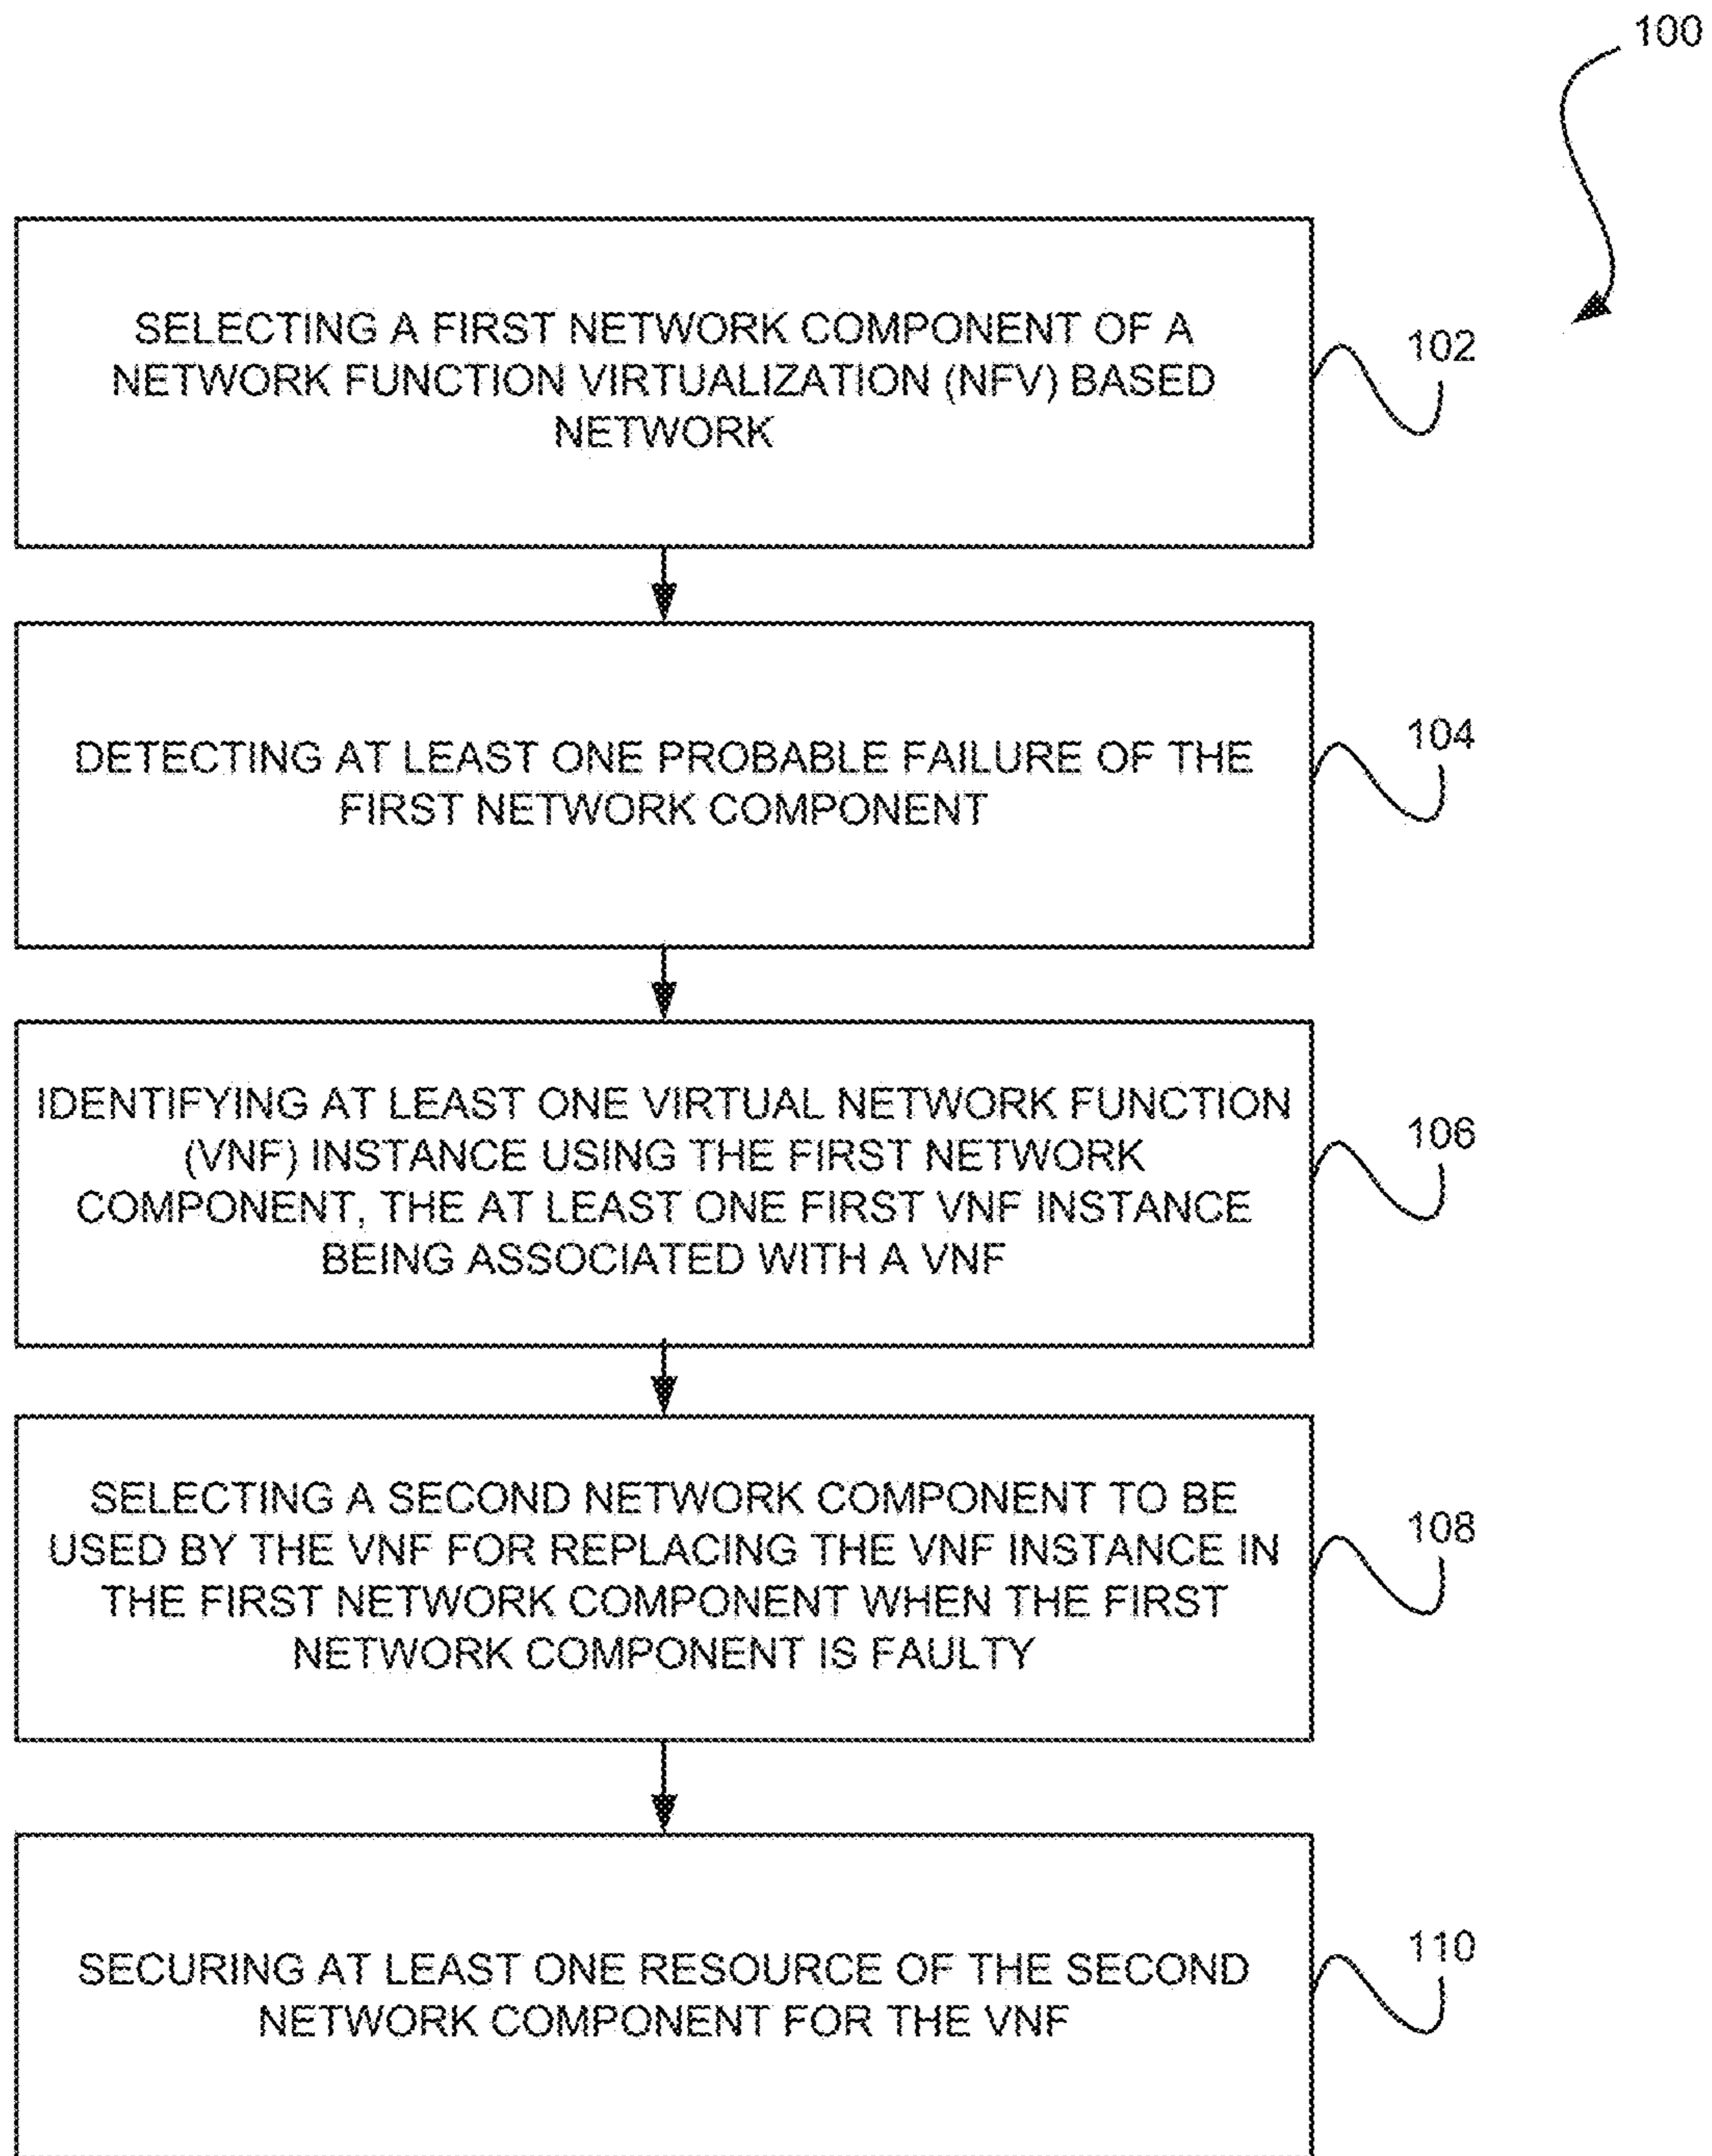 100
SELECTING A FIRST NETWORK COMPONENT OF A
NETWORK FUNCTION VIRTUALIZATION (NFV) BASED
NETWORK
102
DETECTING AT LEAST ONE PROBABLE FAILURE OF THE
FIRST NETWORK COMPONENT
104
IDENTIFYING AT LEAST ONE VIRTUAL NETWORK FUNCTION
(VNF) INSTANCE USING THE FIRST NETWORK
COMPONENT, THE AT LEAST ONE FIRST VNF INSTANCE
BEING ASSOCIATED WITH A VNF
106
SELECTING A SECOND NETWORK COMPONENT TO BE
USED BY THE VNF FOR REPLACING THE VNF INSTANCE IN
THE FIRST NETWORK COMPONENT WHEN THE FIRST
NETWORK COMPONENT IS FAULTY
108
SECURING AT LEAST ONE RESOURCE OF THE SECOND
NETWORK COMPONENT FOR THE VNF
110